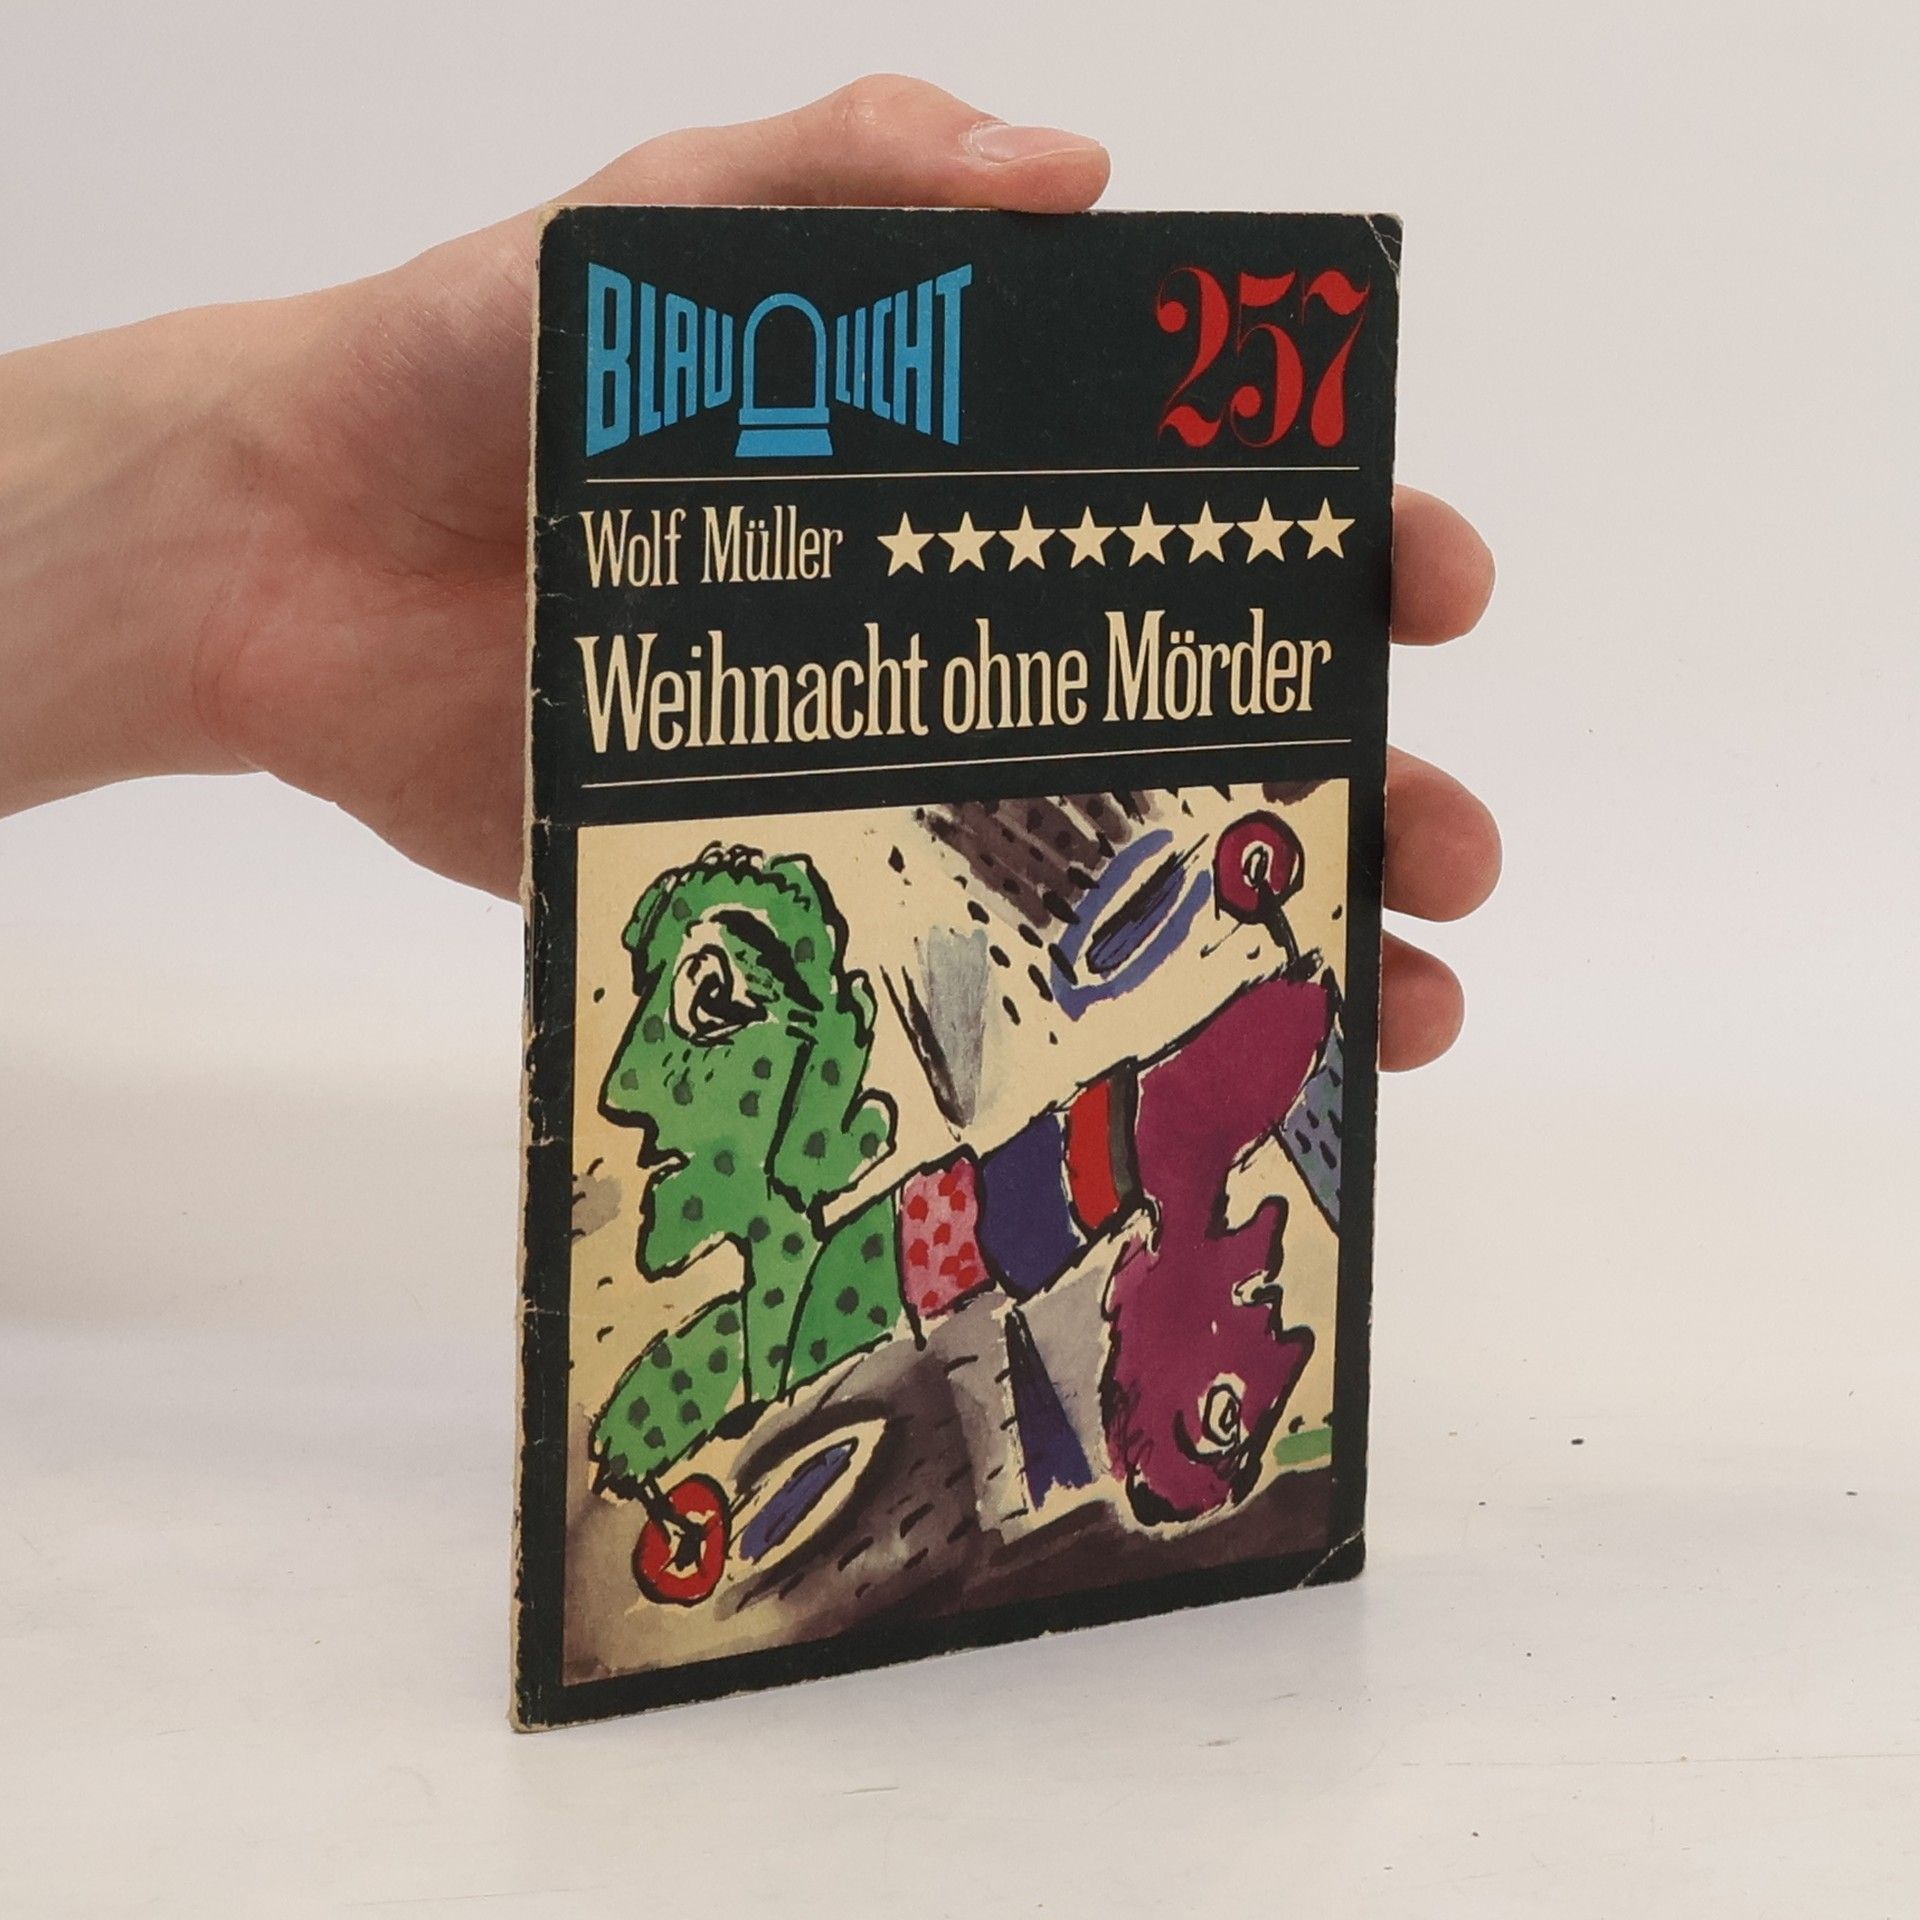 BLAULICHT 257
Wolf Müller ★★★★★★★★
Weihnacht ohne Mörder